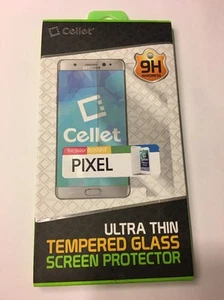 Cellet
9H
Cellet
PIXEL
ULTRA THIN
TEMPERED GLASS
SCREEN PROTECTOR